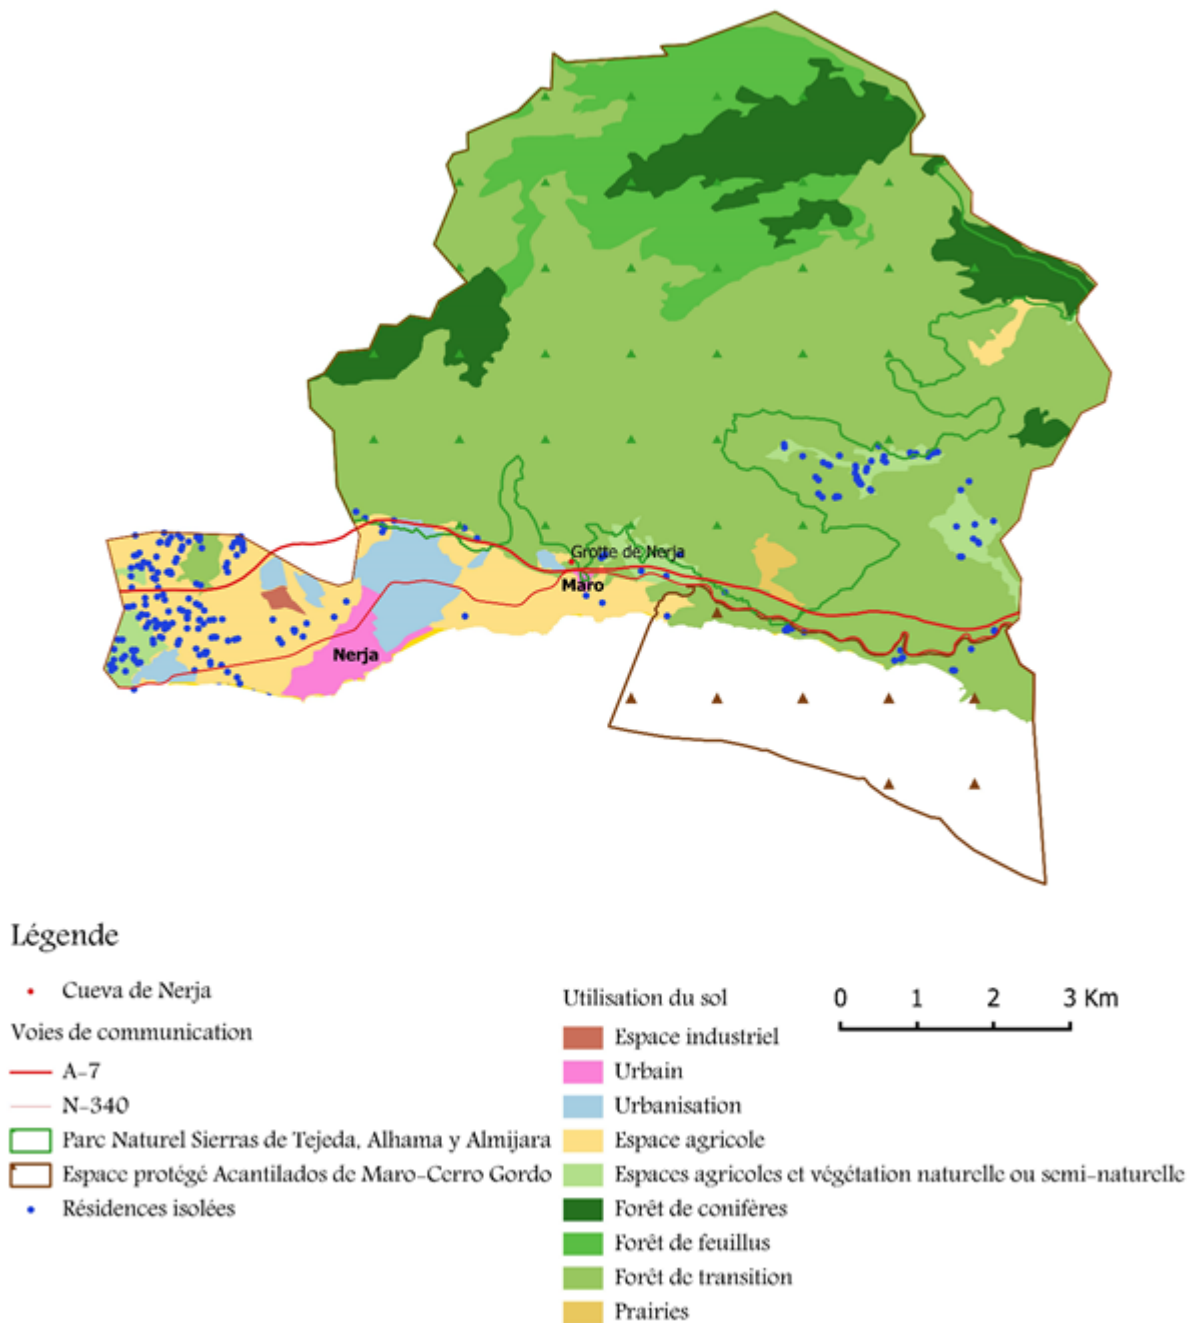 Grotte de Nerja
Maro
Nerja
Légende
Cueva de Nerja
Voies de communication
A-7
N-340
Parc Naturel Sierras de Tejeda, Alhama y Almijara
Espace protégé Acantilados de Maro-Cerro Gordo
Résidences isolées
Utilisation du sol
Espace industriel
Urbain
Urbanisation
Espace agricole
Espaces agricoles et végétation naturelle ou semi-naturelle
Forêt de conifères
Forêt de feuillus
Forêt de transition
Prairies
0 1 2 3 Km